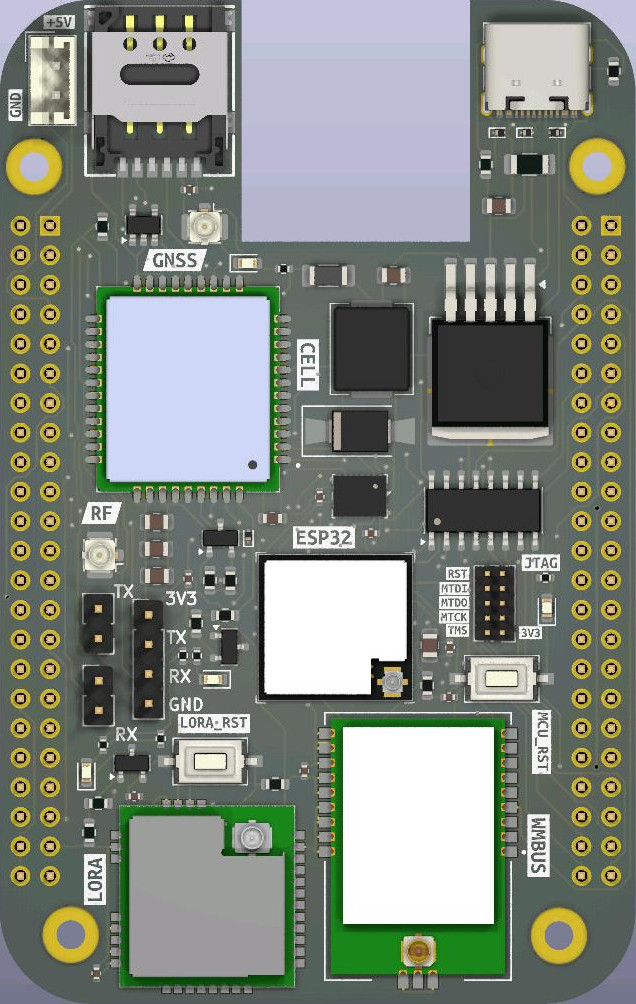 +5V
GND
GNSS
CELL
RF
ESP32
JTAG
RST
MTDI
MTDO
MTCK
TMS
3V3
TX
3V3
TX
RX
GND
RX
LORA_RST
MCU_RST
WMBUS
LORA